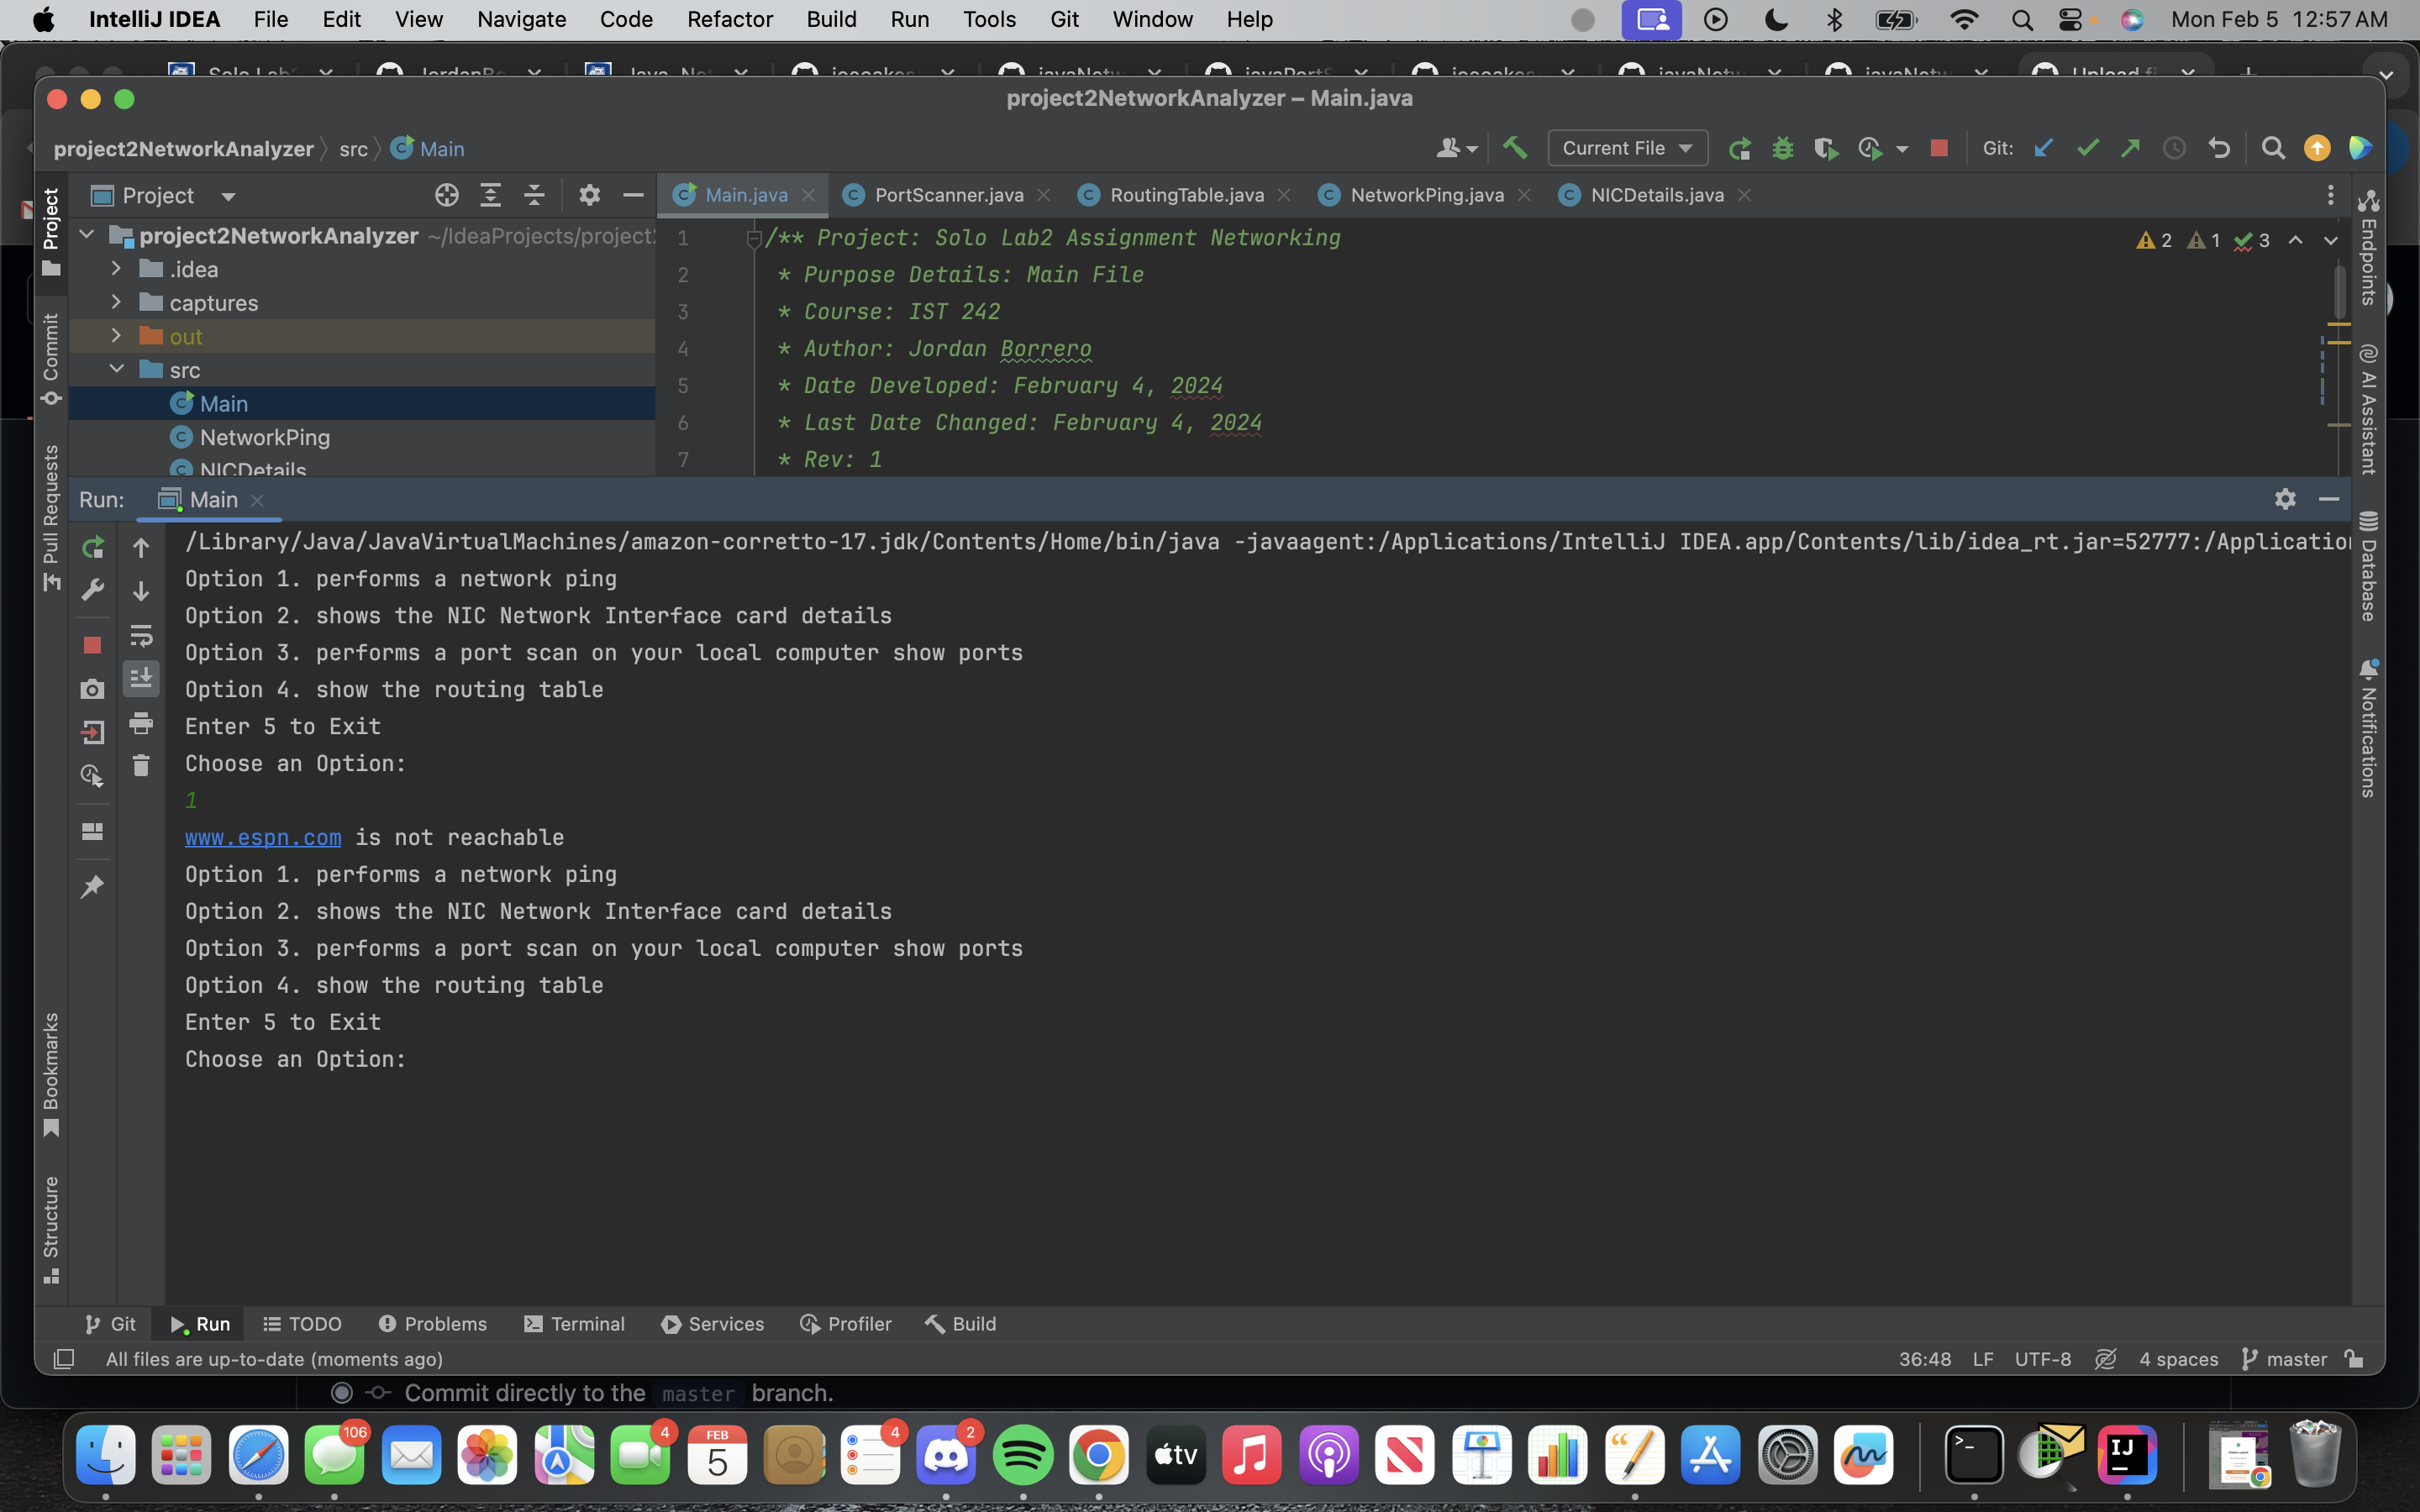 IntelliJ IDEA File Edit View Navigate Code Refactor Build Run Tools Git Window Help Mon Feb 5 12:57 AM
project2NetworkAnalyzer – Main.java
project2NetworkAnalyzer src Main Current File Git:
Project Main.java PortScanner.java RoutingTable.java NetworkPing.java NICDetails.java
project2NetworkAnalyzer ~/IdeaProjects/project
.idea
captures
out
src
Main
NetworkPing
NICDetails
1 /** Project: Solo Lab2 Assignment Networking
2 * Purpose Details: Main File
3 * Course: IST 242
4 * Author: Jordan Borrero
5 * Date Developed: February 4, 2024
6 * Last Date Changed: February 4, 2024
7 * Rev: 1
2 1 3
Project
Commit
Pull Requests
Bookmarks
Structure
Endpoints
AI Assistant
Database
Notifications
Run: Main
/Library/Java/JavaVirtualMachines/amazon-corretto-17.jdk/Contents/Home/bin/java -javaagent:/Applications/IntelliJ IDEA.app/Contents/lib/idea_rt.jar=52777:/Application
Option 1. performs a network ping
Option 2. shows the NIC Network Interface card details
Option 3. performs a port scan on your local computer show ports
Option 4. show the routing table
Enter 5 to Exit
Choose an Option:
1
www.espn.com is not reachable
Option 1. performs a network ping
Option 2. shows the NIC Network Interface card details
Option 3. performs a port scan on your local computer show ports
Option 4. show the routing table
Enter 5 to Exit
Choose an Option:
Git Run TODO Problems Terminal Services Profiler Build
All files are up-to-date (moments ago) 36:48 LF UTF-8 4 spaces master
Commit directly to the master branch.
106 4 FEB 5 4 2 tv IJ